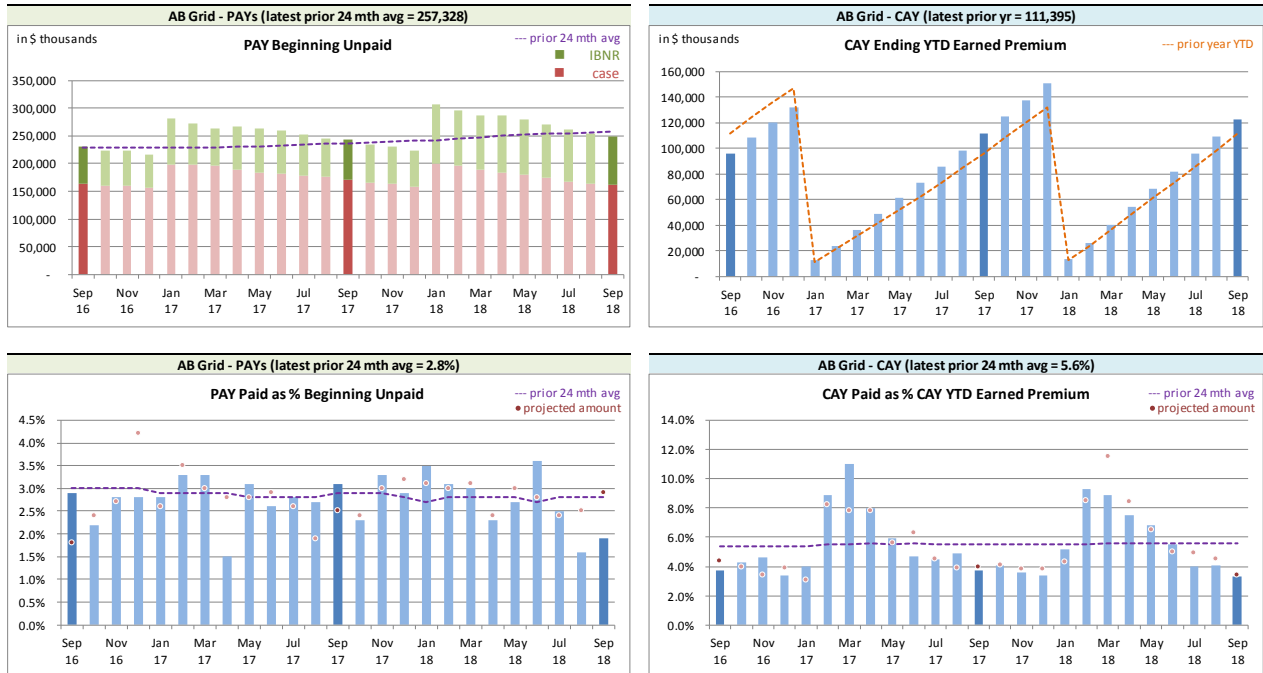 AB Grid - PAYs (latest prior 24 mth avg = 257,328)
in $ thousands
PAY Beginning Unpaid
--- prior 24 mth avg
IBNR
case
350,000
300,000
250,000
200,000
150,000
100,000
50,000
-
Sep Nov Jan Mar May Jul Sep Nov Jan Mar May Jul Sep
16 16 17 17 17 17 17 17 18 18 18 18 18
AB Grid - CAY (latest prior yr = 111,395)
in $ thousands
CAY Ending YTD Earned Premium
--- prior year YTD
160,000
140,000
120,000
100,000
80,000
60,000
40,000
20,000
-
Sep Nov Jan Mar May Jul Sep Nov Jan Mar May Jul Sep
16 16 17 17 17 17 17 17 18 18 18 18 18
AB Grid - PAYs (latest prior 24 mth avg = 2.8%)
PAY Paid as % Beginning Unpaid
--- prior 24 mth avg
projected amount
4.5%
4.0%
3.5%
3.0%
2.5%
2.0%
1.5%
1.0%
0.5%
0.0%
Sep Nov Jan Mar May Jul Sep Nov Jan Mar May Jul Sep
16 16 17 17 17 17 17 17 18 18 18 18 18
AB Grid - CAY (latest prior 24 mth avg = 5.6%)
CAY Paid as % CAY YTD Earned Premium
--- prior 24 mth avg
projected amount
14.0%
12.0%
10.0%
8.0%
6.0%
4.0%
2.0%
0.0%
Sep Nov Jan Mar May Jul Sep Nov Jan Mar May Jul Sep
16 16 17 17 17 17 17 17 18 18 18 18 18